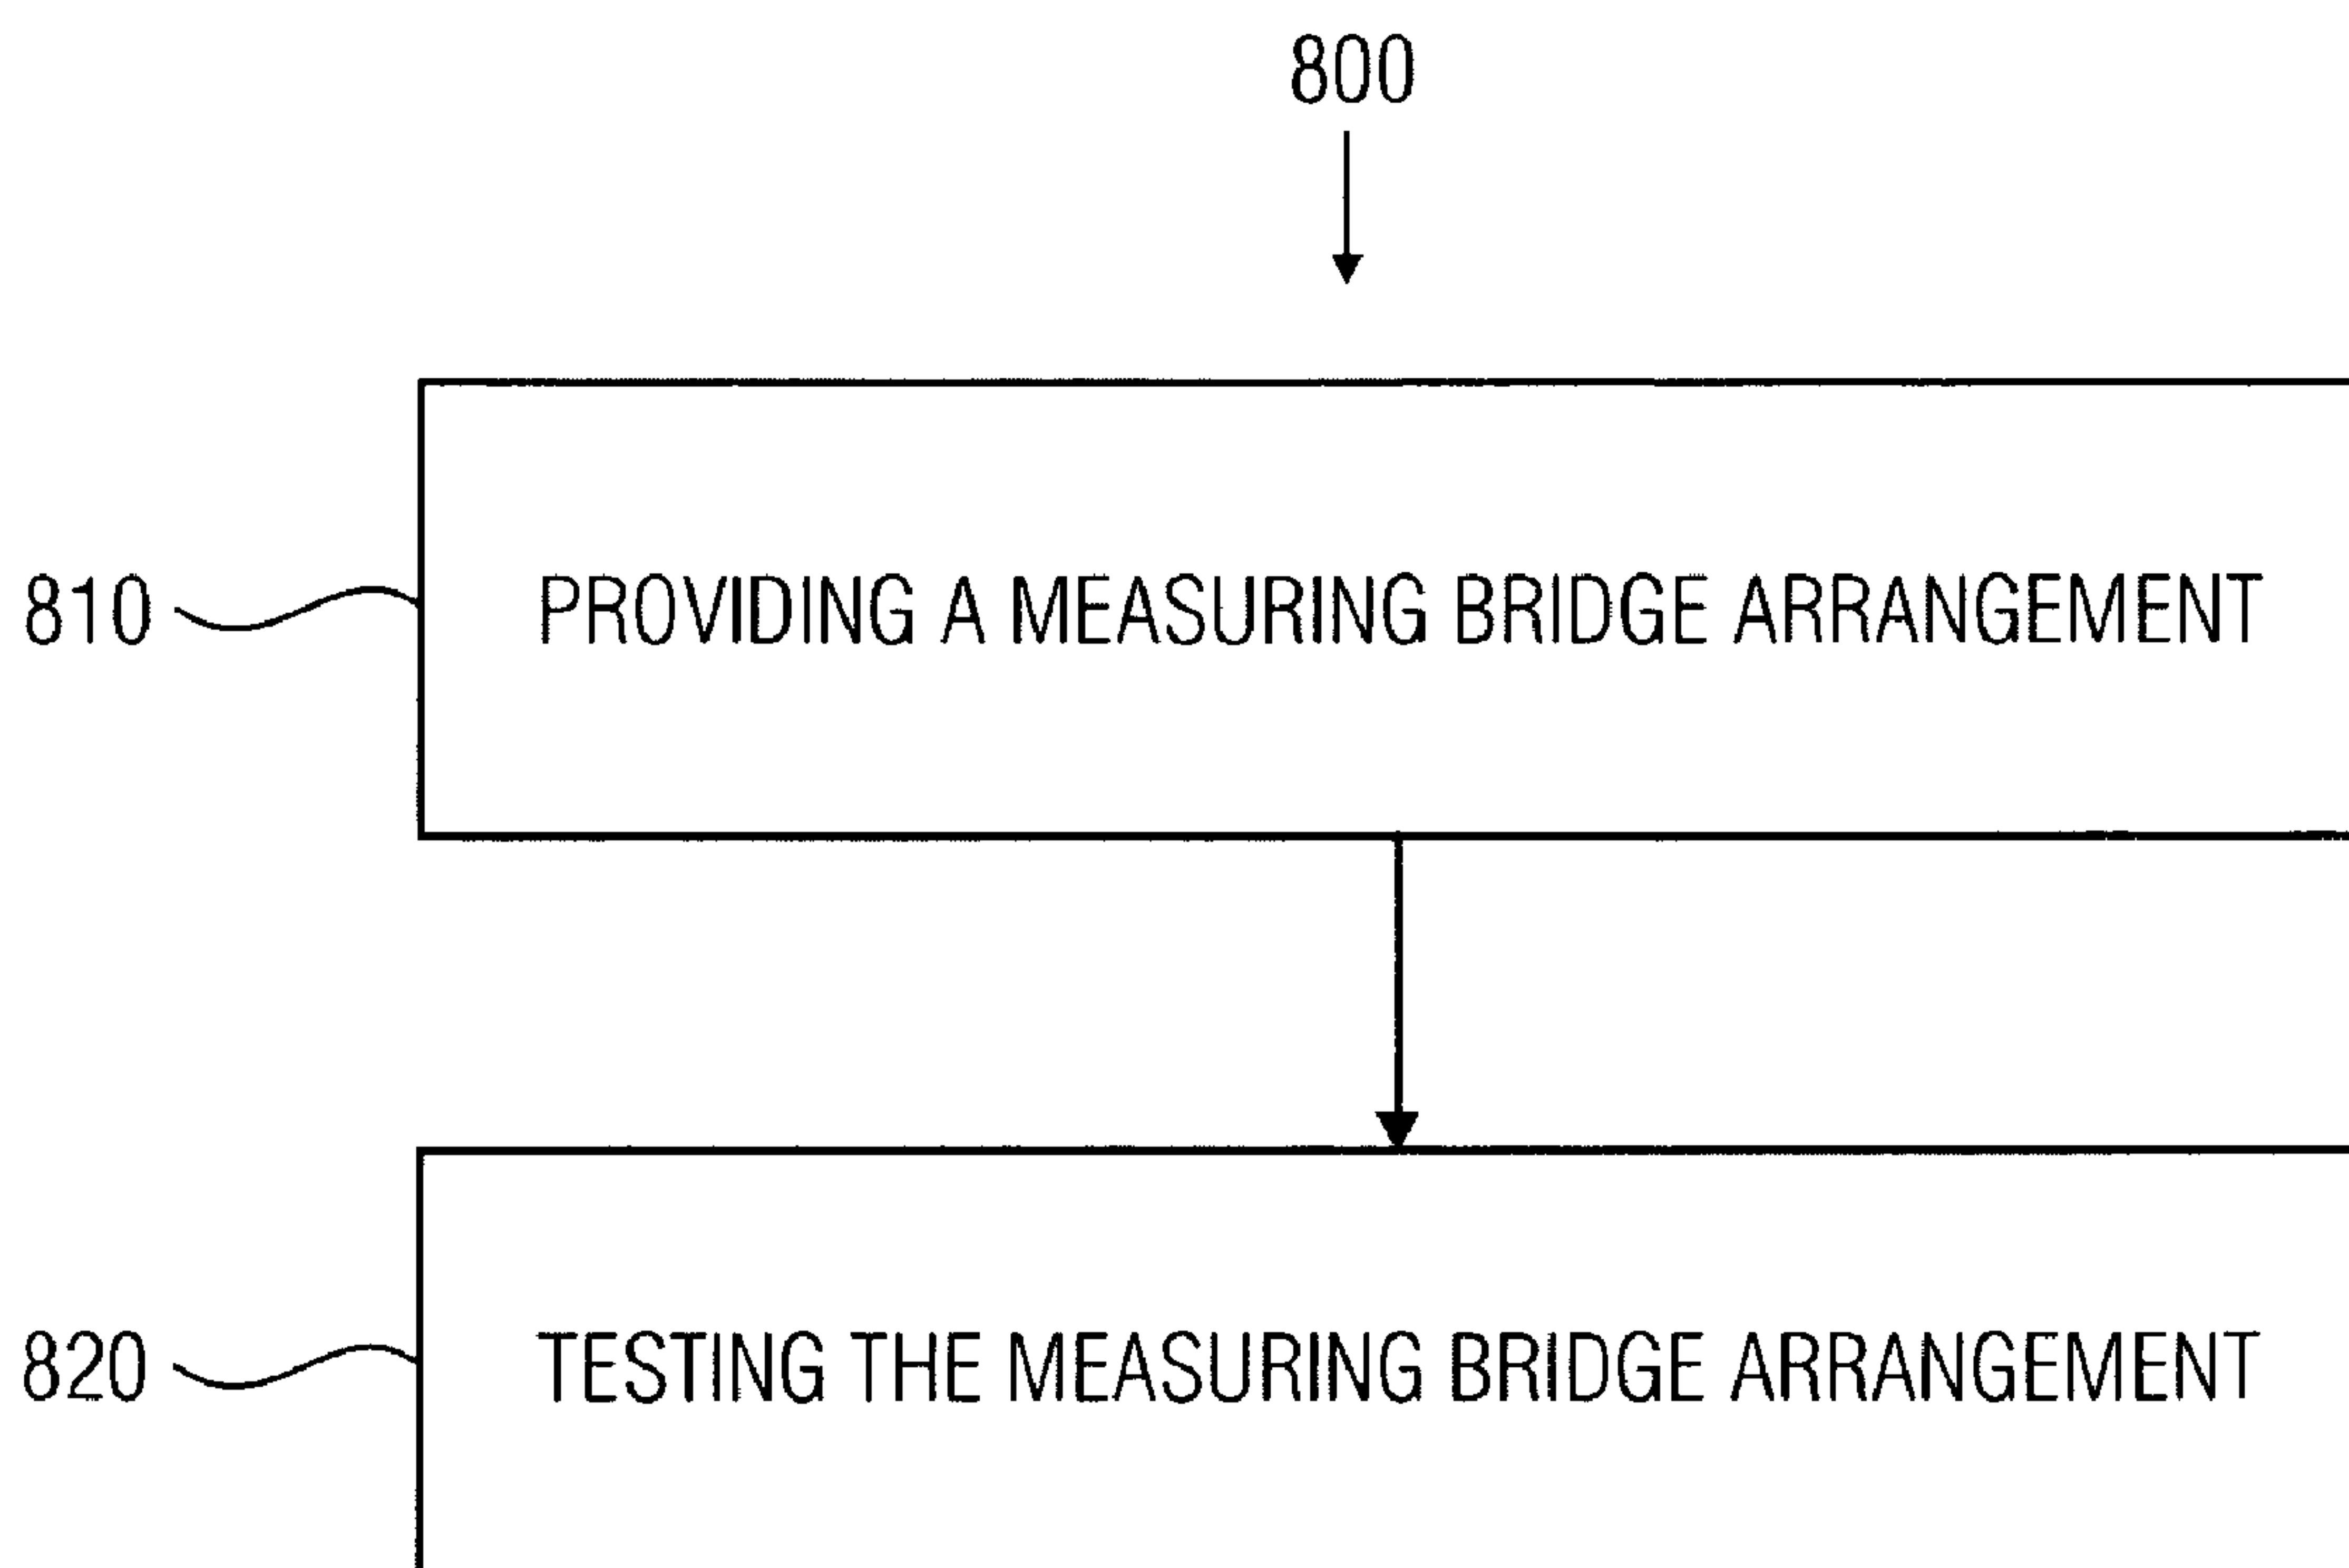 800
810 PROVIDING A MEASURING BRIDGE ARRANGEMENT
820 TESTING THE MEASURING BRIDGE ARRANGEMENT